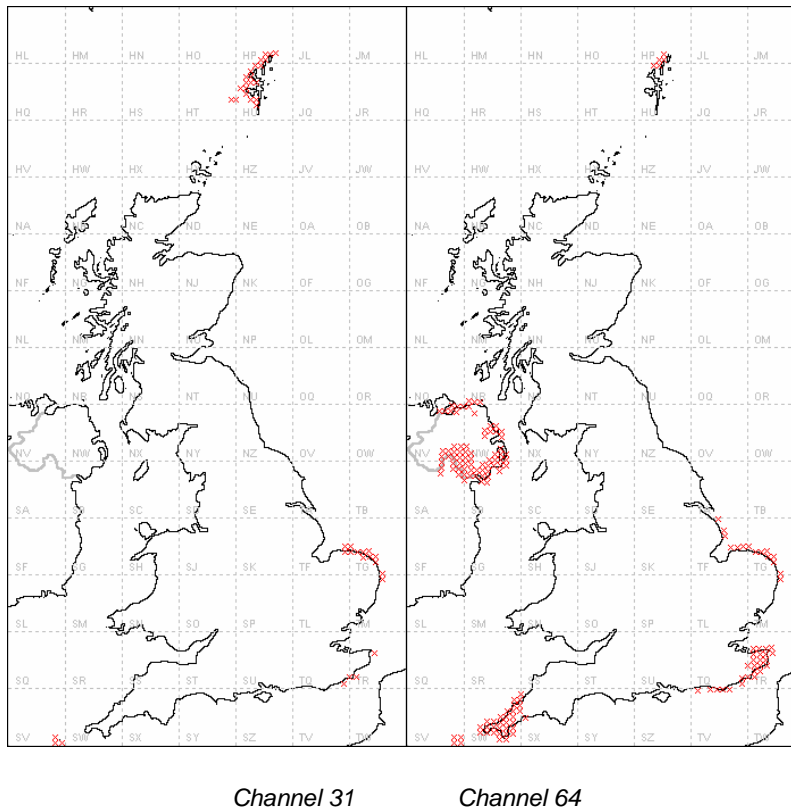 HL HM HN HO HP JL JM HL HM HN HO HP JL JM
HQ HR HS HT HU JQ JR HQ HR HS HT HU JQ JR
HV HW HX HY HZ JV JW HV HW HX HY HZ JV JW
NA NB NC ND NE OA OB NA NB NC ND NE OA OB
NF NG NH NJ NK OF OG NF NG NH NJ NK OF OG
NL NM NN NO NP OL OM NL NM NN NO NP OL OM
NQ NR NS NT NU OQ OR NQ NR NS NT NU OQ OR
NV NW NX NY NZ OV OW NV NW NX NY NZ OV OW
SA SB SC SD SE TB SA SB SC SD SE TB
SF SG SH SJ SK TF TG SF SG SH SJ SK TF TG
SL SM SN SO SP TL TM SL SM SN SO SP TL TM
SQ SR SS ST SU TQ TR SQ SR SS ST SU TQ TR
SV SW SX SY SZ TV TW SV SW SX SY SZ TV TW
Channel 31 Channel 64